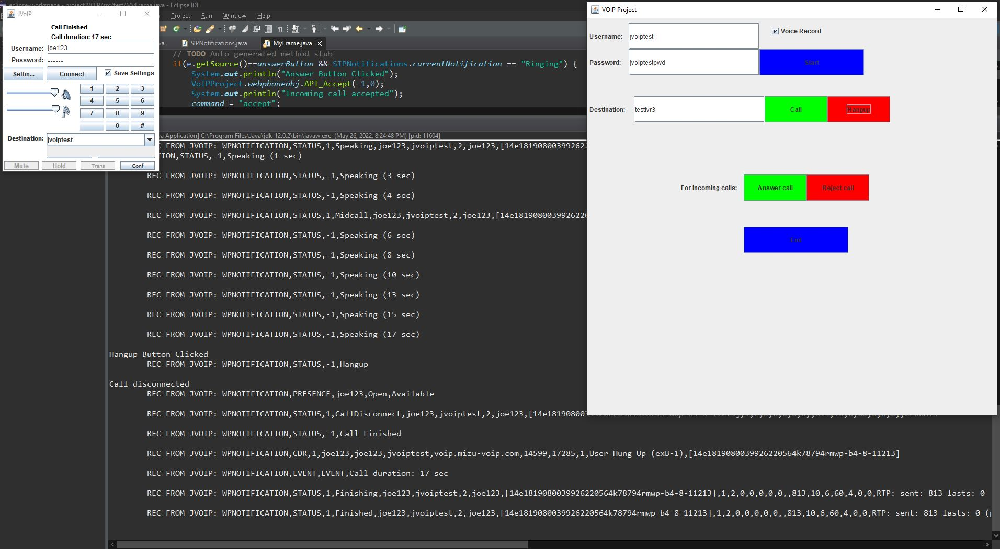 eclipse-workspace - projectJVOIP/src/test/MyFrame.java - Eclipse IDE
Project Run Window Help
SIPNotifications.java MyFrame.java
// TODO Auto-generated method stub
if(e.getSource()==answerButton && SIPNotifications.currentNotification == "Ringing") {
System.out.println("Answer Button Clicked");
VoIPProject.webphoneobj.API_Accept(-1,0);
System.out.println("Incoming call accepted");
command = "accept";
JVoIP
Call Finished
Call duration: 17 sec
Username: joe123
Password: ••••••
Settin... Connect Save Settings
1 2 3
4 5 6
7 8 9
0 #
Destination: jvoiptest
Mute Hold Trans Conf
VOIP Project
Username: jvoiptest Voice Record
Password: jvoiptestpwd Start
Destination: testivr3 Call Hangup
For incoming calls: Answer call Reject call
End
va Application] C:\Program Files\Java\jdk-12.0.2\bin\javaw.exe (May 26, 2022, 8:24:48 PM) [pid: 11604]
C FROM JVOIP: WPNOTIFICATION,STATUS,1,Speaking,joe123,jvoiptest,2,joe123,[14e181908003992622
ION,STATUS,-1,Speaking (1 sec)
REC FROM JVOIP: WPNOTIFICATION,STATUS,-1,Speaking (3 sec)
REC FROM JVOIP: WPNOTIFICATION,STATUS,-1,Speaking (4 sec)
REC FROM JVOIP: WPNOTIFICATION,STATUS,1,Midcall,joe123,jvoiptest,2,joe123,[14e181908003992622
REC FROM JVOIP: WPNOTIFICATION,STATUS,-1,Speaking (6 sec)
REC FROM JVOIP: WPNOTIFICATION,STATUS,-1,Speaking (8 sec)
REC FROM JVOIP: WPNOTIFICATION,STATUS,-1,Speaking (10 sec)
REC FROM JVOIP: WPNOTIFICATION,STATUS,-1,Speaking (13 sec)
REC FROM JVOIP: WPNOTIFICATION,STATUS,-1,Speaking (15 sec)
REC FROM JVOIP: WPNOTIFICATION,STATUS,-1,Speaking (17 sec)
Hangup Button Clicked
REC FROM JVOIP: WPNOTIFICATION,STATUS,-1,Hangup
Call disconnected
REC FROM JVOIP: WPNOTIFICATION,PRESENCE,joe123,Open,Available
REC FROM JVOIP: WPNOTIFICATION,STATUS,1,CallDisconnect,joe123,jvoiptest,2,joe123,
REC FROM JVOIP: WPNOTIFICATION,STATUS,-1,Call Finished
REC FROM JVOIP: WPNOTIFICATION,CDR,1,joe123,joe123,jvoiptest,voip.mizu-voip.com,14599,17285,1,User Hung Up (exB-1),[14e1819080039926220564k78794rmwp-b4-8-11213]
REC FROM JVOIP: WPNOTIFICATION,EVENT,EVENT,Call duration: 17 sec
REC FROM JVOIP: WPNOTIFICATION,STATUS,1,Finishing,joe123,jvoiptest,2,joe123,[14e1819080039926220564k78794rmwp-b4-8-11213],1,2,0,0,0,0,0,,813,10,6,60,4,0,0,RTP: sent: 813 lasts: 0
REC FROM JVOIP: WPNOTIFICATION,STATUS,1,Finished,joe123,jvoiptest,2,joe123,[14e1819080039926220564k78794rmwp-b4-8-11213],1,2,0,0,0,0,0,,813,10,6,60,4,0,0,RTP: sent: 813 lasts: 0 (